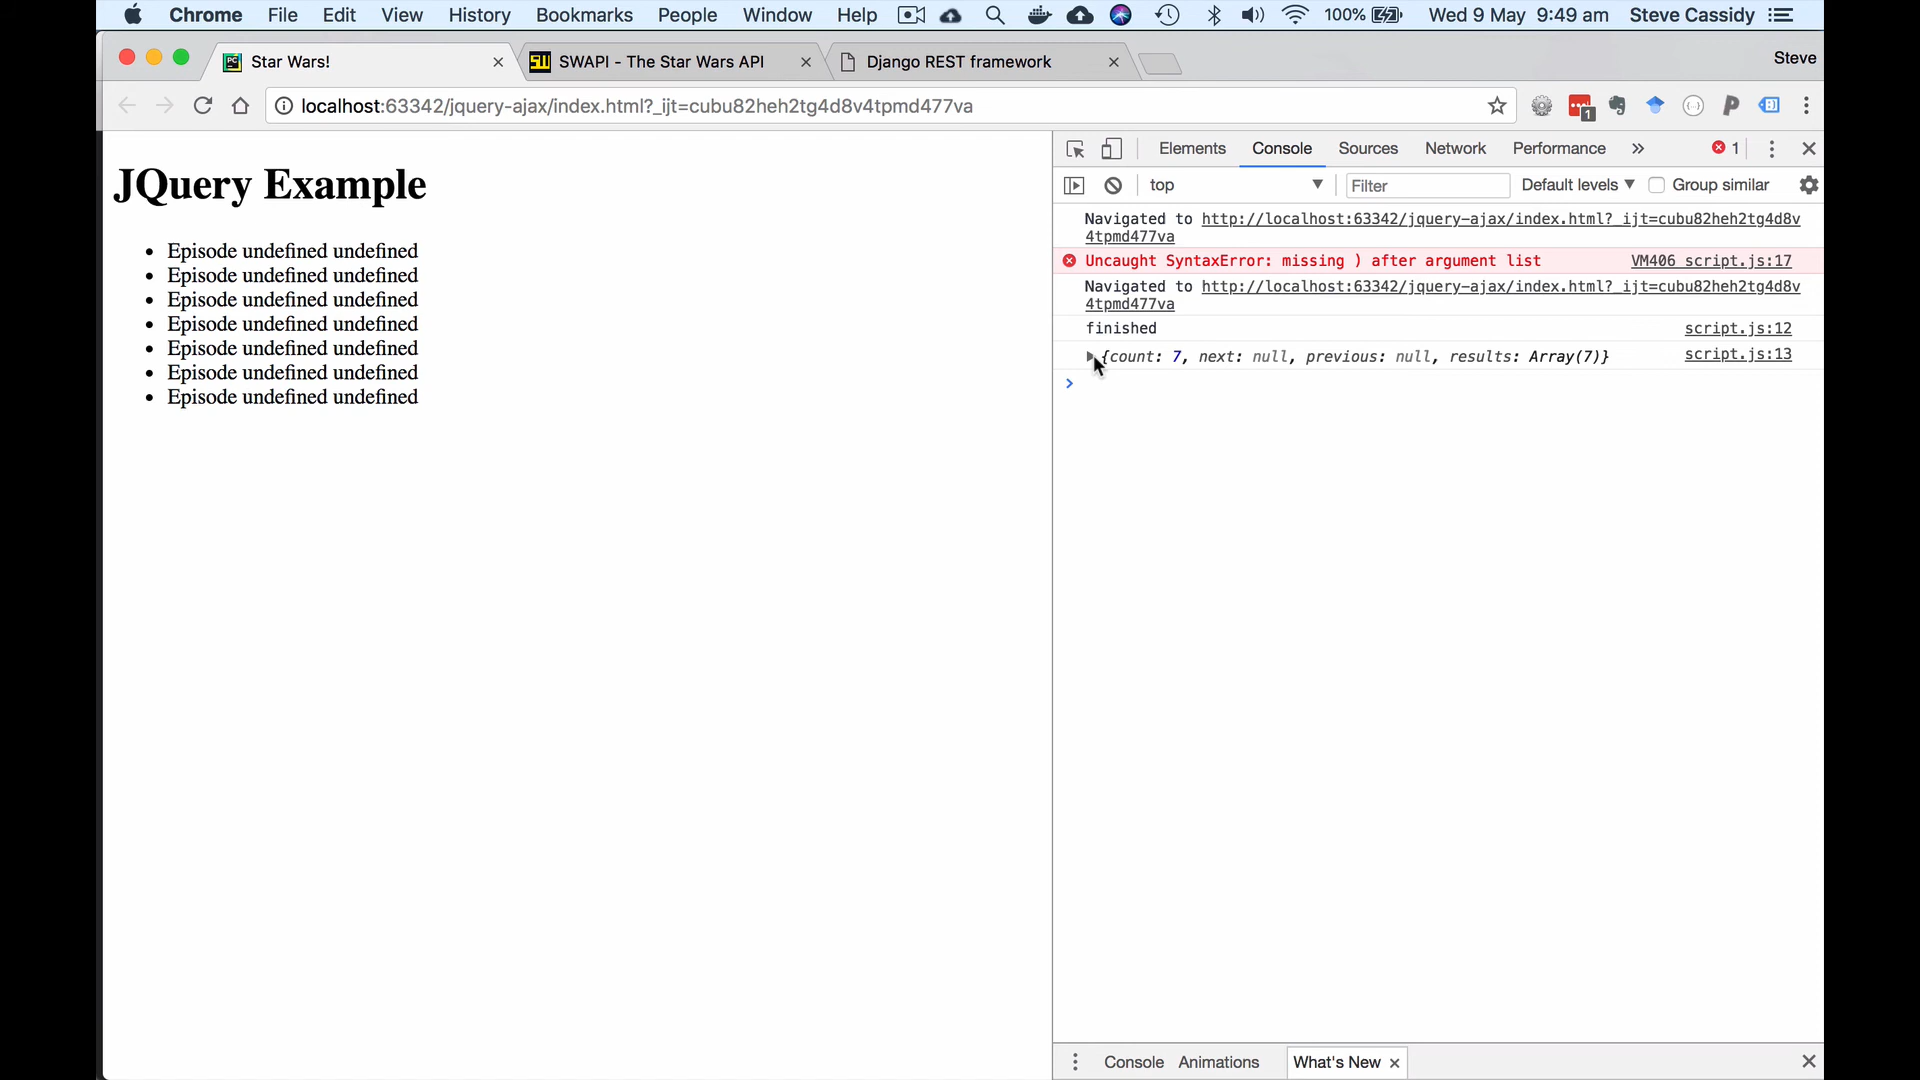 Chrome File Edit View History Bookmarks People Window Help 100% Wed 9 May 9:49 am Steve Cassidy
Star Wars! SWAPI - The Star Wars API Django REST framework Steve
localhost:63342/jquery-ajax/index.html?_ijt=cubu82heh2tg4d8v4tpmd477va 1
JQuery Example
• Episode undefined undefined
• Episode undefined undefined
• Episode undefined undefined
• Episode undefined undefined
• Episode undefined undefined
• Episode undefined undefined
• Episode undefined undefined
Elements Console Sources Network Performance » 1
top Filter Default levels Group similar
Navigated to http://localhost:63342/jquery-ajax/index.html?_ijt=cubu82heh2tg4d8v
4tpmd477va
Uncaught SyntaxError: missing ) after argument list VM406 script.js:17
Navigated to http://localhost:63342/jquery-ajax/index.html?_ijt=cubu82heh2tg4d8v
4tpmd477va
finished script.js:12
{count: 7, next: null, previous: null, results: Array(7)} script.js:13
>
Console Animations What's New